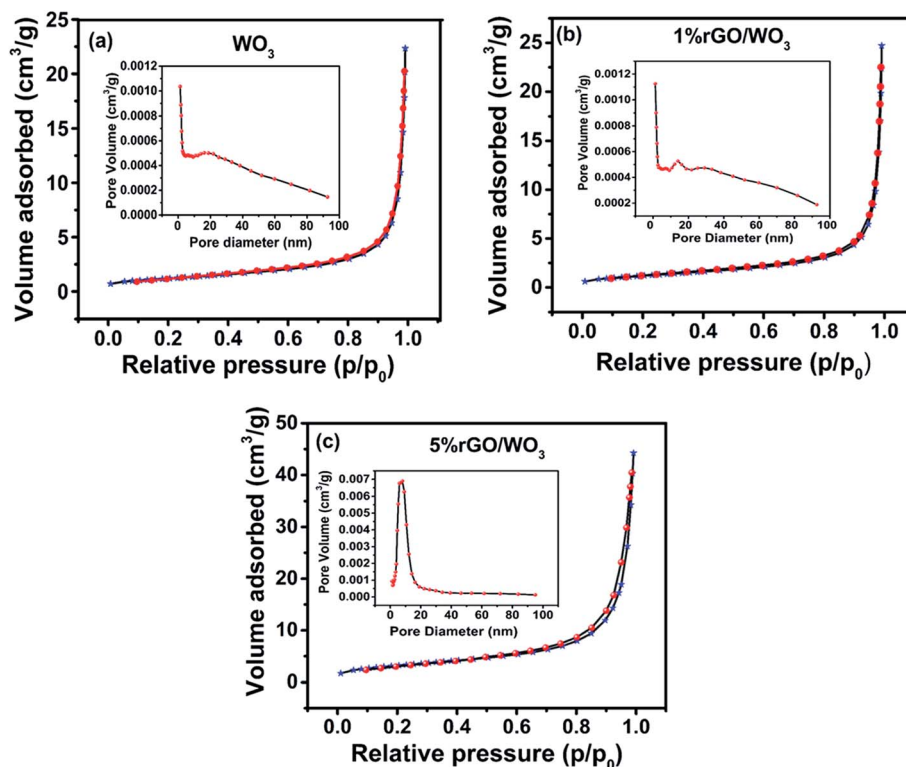 (a)
WO3
Volume adsorbed (cm3/g)
25
20
15
10
5
0
0.0 0.2 0.4 0.6 0.8 1.0
Relative pressure (p/p0)
Pore Volume (cm3/g)
0.0012
0.0010
0.0008
0.0006
0.0004
0.0002
0.0000
0 20 40 60 80 100
Pore diameter (nm)
(b)
1%rGO/WO3
Volume adsorbed (cm3/g)
25
20
15
10
5
0
0.0 0.2 0.4 0.6 0.8 1.0
Relative pressure (p/p0)
Pore Volume (cm3/g)
0.0012
0.0010
0.0008
0.0006
0.0004
0.0002
0 20 40 60 80 100
Pore Diameter (nm)
(c)
5%rGO/WO3
Volume adsorbed (cm3/g)
50
40
30
20
10
0
0.0 0.2 0.4 0.6 0.8 1.0
Relative pressure (p/p0)
Pore Volume (cm3/g)
0.007
0.006
0.005
0.004
0.003
0.002
0.001
0.000
0 20 40 60 80 100
Pore Diameter (nm)